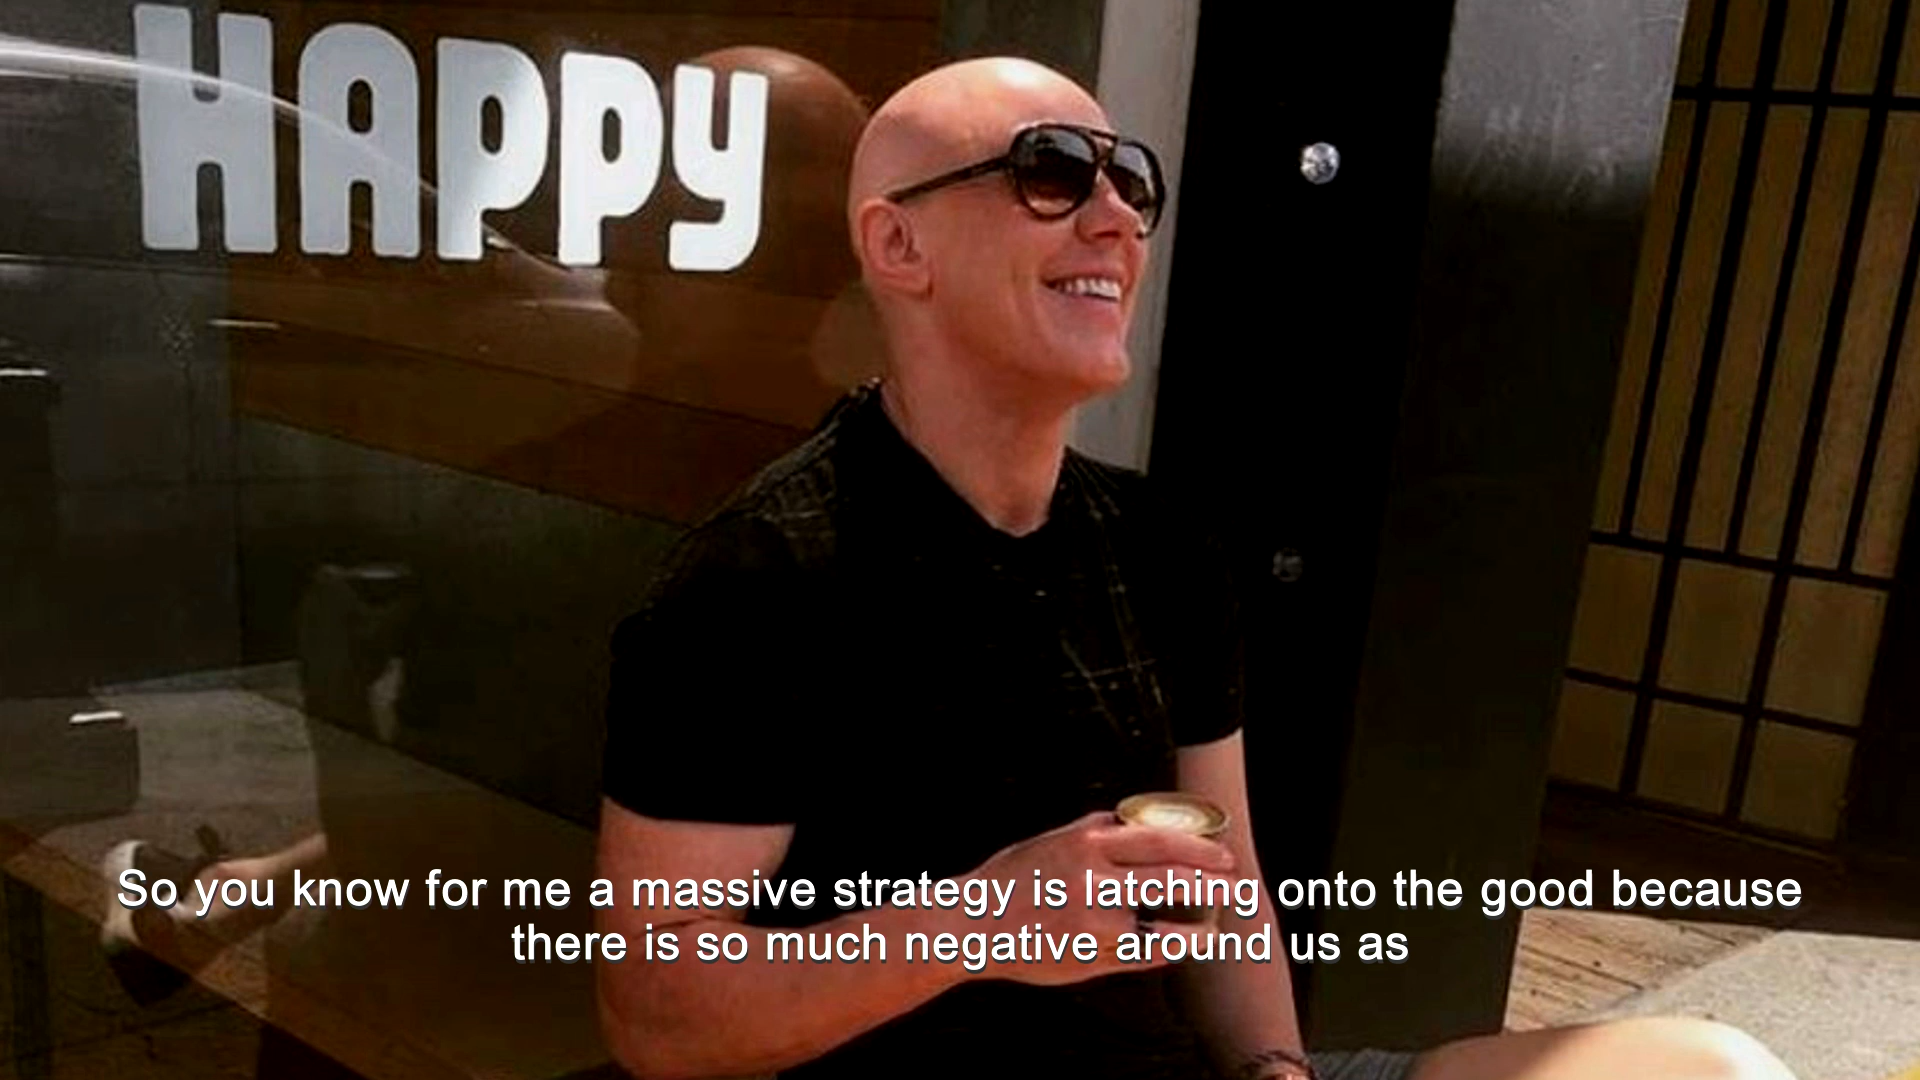 HAPPY
So you know for me a massive strategy is latching onto the good because
there is so much negative around us as